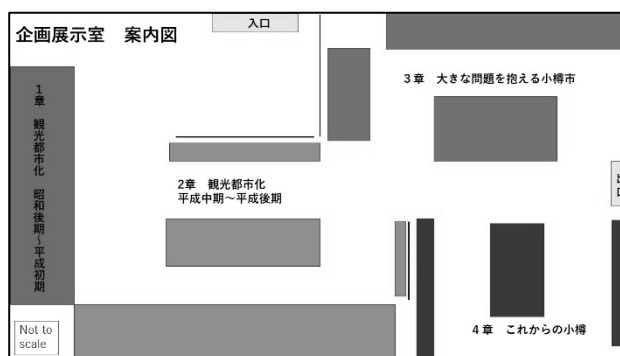 企画展示室　案内図
入口
1章　観光都市化　昭和後期～平成初期
2章　観光都市化
平成中期～平成後期
3章　大きな問題を抱える小樽市
4章　これからの小樽
出口
Not to
scale